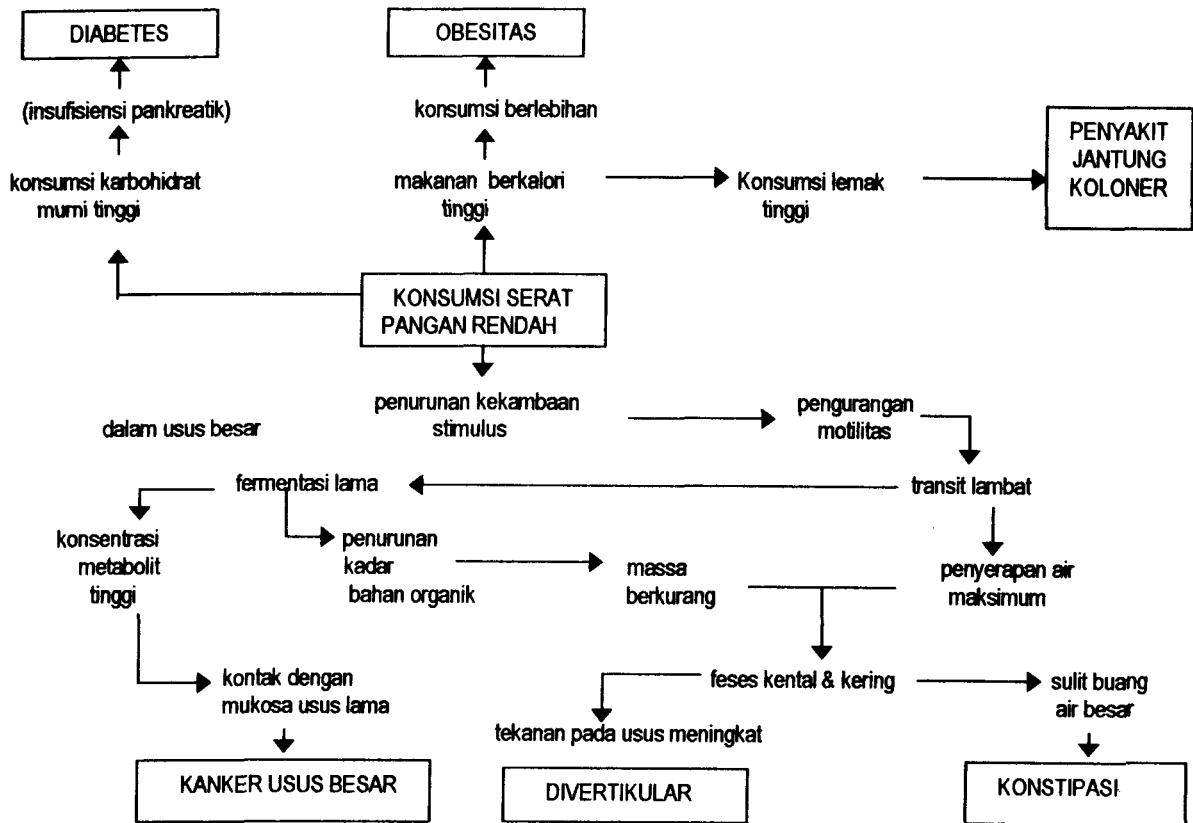 DIABETES
OBESITAS
(insufisiensi pankreatik)
konsumsi berlebihan
PENYAKIT
JANTUNG
KOLONER
konsumsi karbohidrat
murni tinggi
makanan berkalori
tinggi
Konsumsi lemak
tinggi
KONSUMSI SERAT
PANGAN RENDAH
penurunan kekambaan
stimulus
pengurangan
motilitas
dalam usus besar
fermentasi lama
transit lambat
konsentrasi
metabolit
tinggi
penurunan
kadar
bahan organik
massa
berkurang
penyerapan air
maksimum
kontak dengan
mukosa usus lama
feses kental & kering
sulit buang
air besar
tekanan pada usus meningkat
KANKER USUS BESAR
DIVERTIKULAR
KONSTIPASI